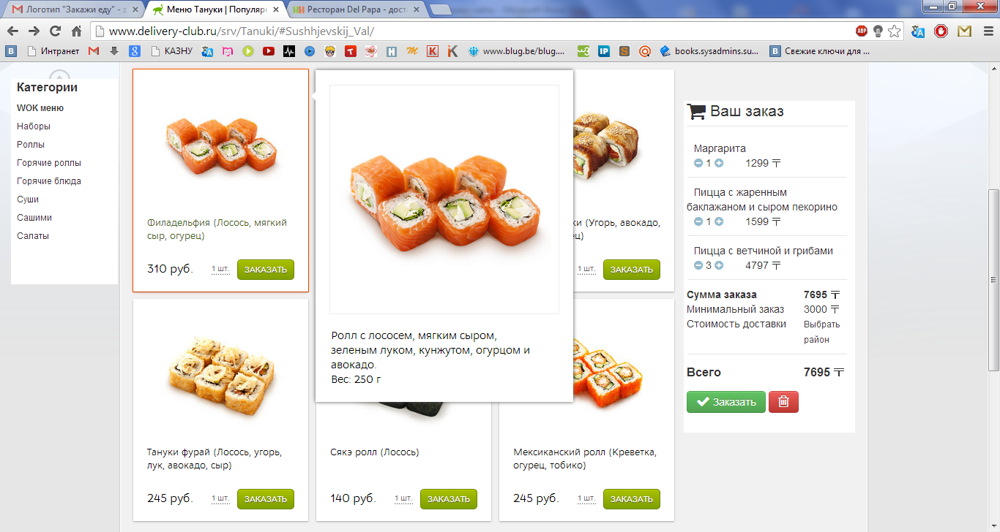 Логотип "Закажи еду" - z
Меню Тануки | Популярн
Ресторан Del Papa - дост
www.delivery-club.ru/srv/Tanuki/#Sushhjevskij_Val/
Интранет
КАЗНУ
www.blug.be/blug....
books.sysadmins.su...
Свежие ключи для ...
Категории
WOK меню
Наборы
Роллы
Горячие роллы
Горячие блюда
Суши
Сашими
Салаты
Филадельфия (Лосось, мягкий
сыр, огурец)
310 руб.
1 шт.
ЗАКАЗАТЬ
Ролл с лососем, мягким сыром,
зеленым луком, кунжутом, огурцом и
авокадо.
Вес: 250 г
ки (Угорь, авокадо,
ец)
1 шт.
ЗАКАЗАТЬ
Тануки фурай (Лосось, угорь,
лук, авокадо, сыр)
245 руб.
1 шт.
ЗАКАЗАТЬ
Сякэ ролл (Лосось)
140 руб.
1 шт.
ЗАКАЗАТЬ
Мексиканский ролл (Креветка,
огурец, тобико)
245 руб.
1 шт.
ЗАКАЗАТЬ
Ваш заказ
Маргарита
1 1299 ₸
Пицца с жаренным
баклажаном и сыром пекорино
1 1599 ₸
Пицца с ветчиной и грибами
3 4797 ₸
Сумма заказа 7695 ₸
Минимальный заказ 3000 ₸
Стоимость доставки Выбрать
район
Всего 7695 ₸
Заказать